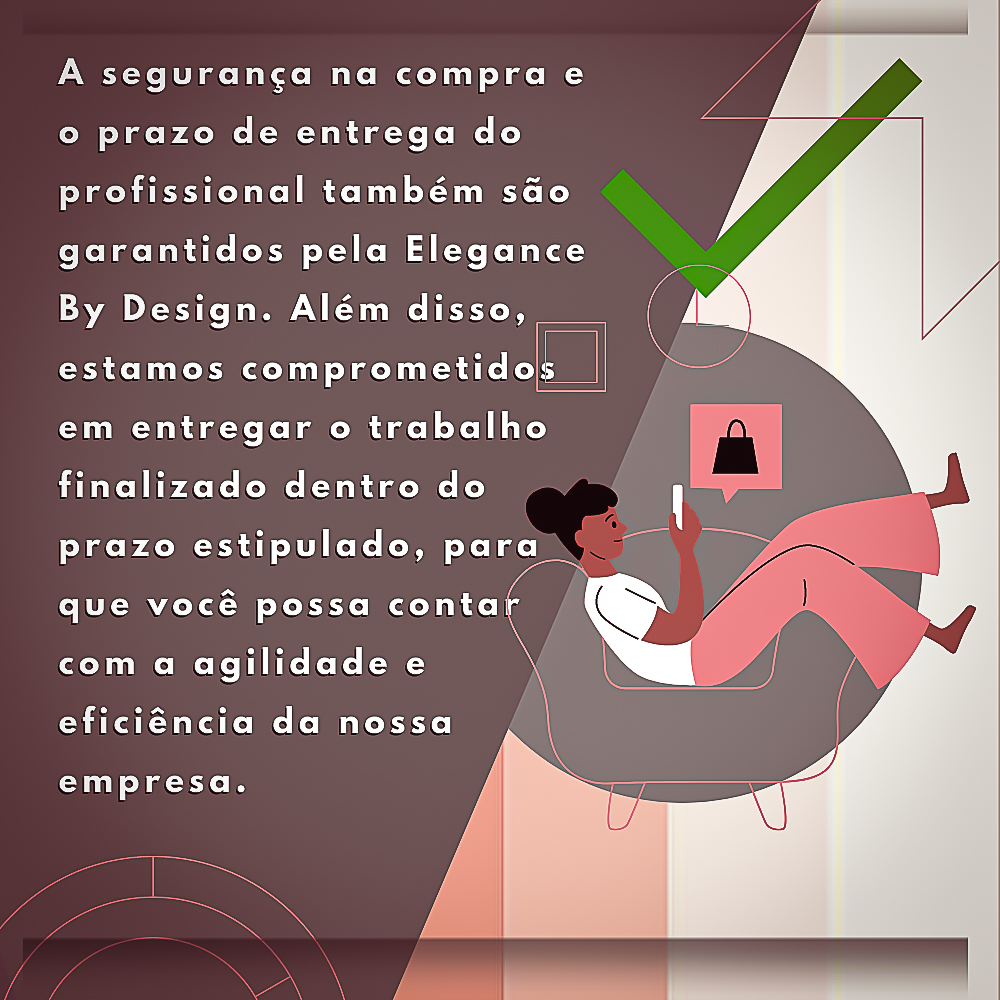 A segurança na compra e
o prazo de entrega do
profissional também são
garantidos pela Elegance
By Design. Além disso,
estamos comprometidos
em entregar o trabalho
finalizado dentro do
prazo estipulado, para
que você possa contar
com a agilidade e
eficiência da nossa
empresa.